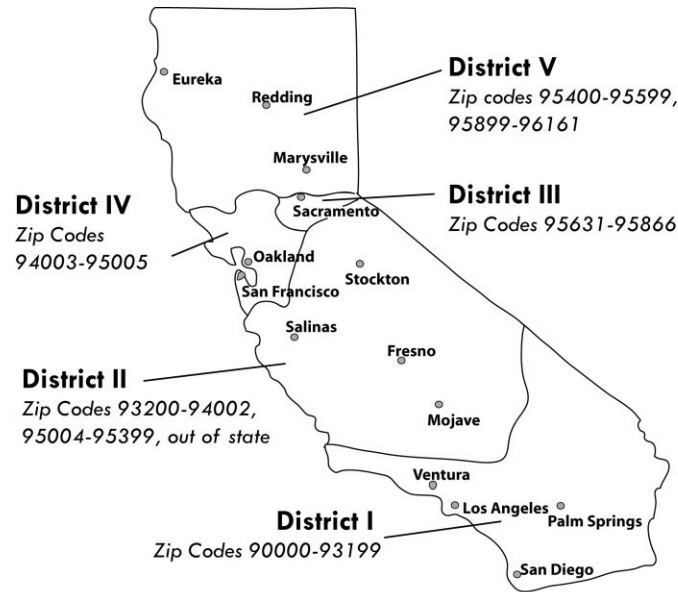 Eureka
Redding
Marysville
District V
Zip codes 95400-95599,
95899-96161
District III
Zip Codes 95631-95866
Sacramento
District IV
Zip Codes
94003-95005
Oakland
San Francisco
Stockton
Salinas
Fresno
Mojave
District II
Zip Codes 93200-94002,
95004-95399, out of state
Ventura
Los Angeles
Palm Springs
San Diego
District I
Zip Codes 90000-93199